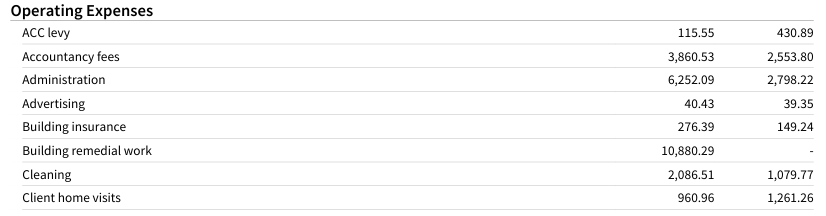 Operating Expenses
ACC levy 115.55 430.89
Accountancy fees 3,860.53 2,553.80
Administration 6,252.09 2,798.22
Advertising 40.43 39.35
Building insurance 276.39 149.24
Building remedial work 10,880.29 -
Cleaning 2,086.51 1,079.77
Client home visits 960.96 1,261.26